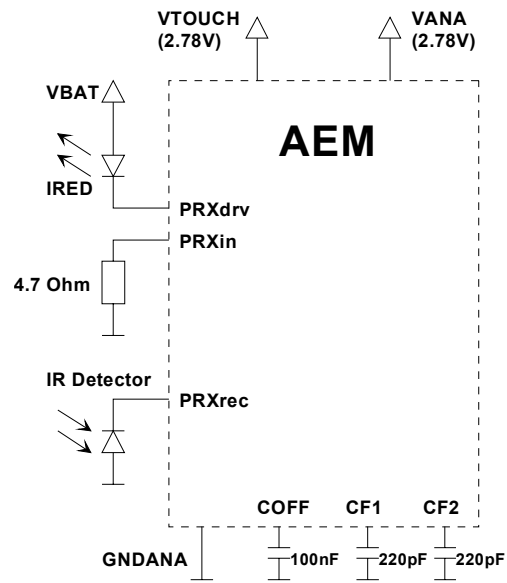 VTOUCH
(2.78V)
VANA
(2.78V)
VBAT
AEM
IRED
PRXdrv
PRXin
4.7 Ohm
IR Detector
PRXrec
COFF
CF1
CF2
GNDANA
100nF
220pF
220pF